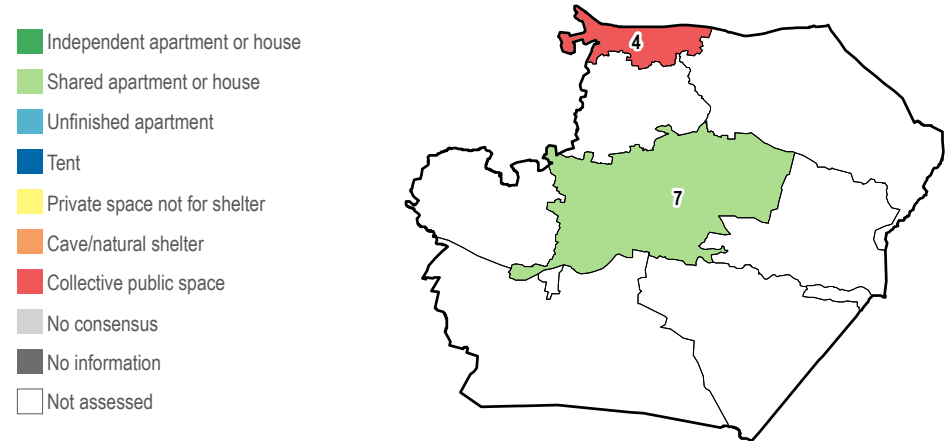 Independent apartment or house
Shared apartment or house
Unfinished apartment
Tent
Private space not for shelter
Cave/natural shelter
Collective public space
No consensus
No information
Not assessed
4
7